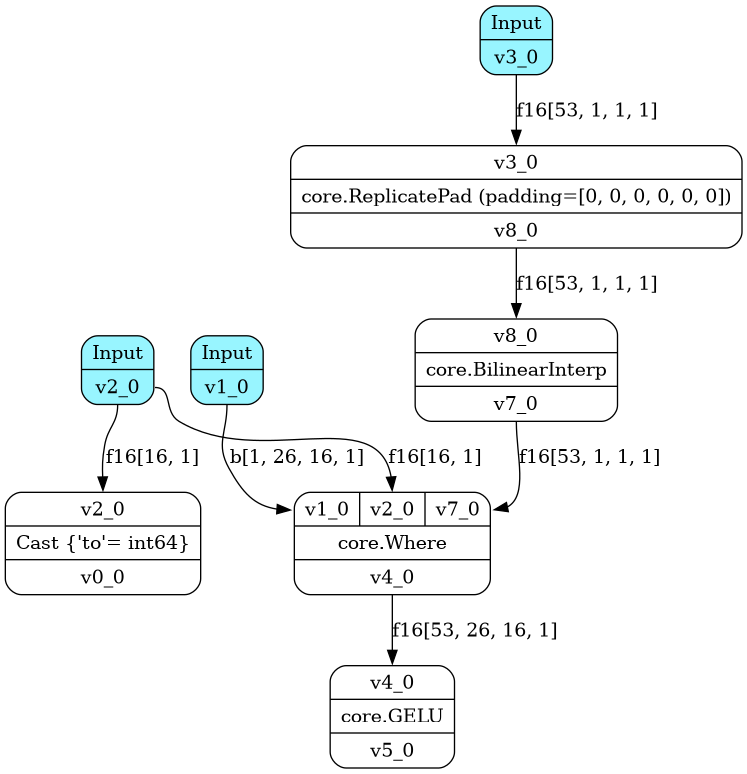 Input
v3_0
f16[53, 1, 1, 1]
v3_0
core.ReplicatePad (padding=[0, 0, 0, 0, 0, 0])
v8_0
f16[53, 1, 1, 1]
Input
v2_0
Input
v1_0
v8_0
core.BilinearInterp
v7_0
f16[16, 1]
b[1, 26, 16, 1]
f16[16, 1]
f16[53, 1, 1, 1]
v2_0
Cast {'to'= int64}
v0_0
v1_0 v2_0 v7_0
core.Where
v4_0
f16[53, 26, 16, 1]
v4_0
core.GELU
v5_0